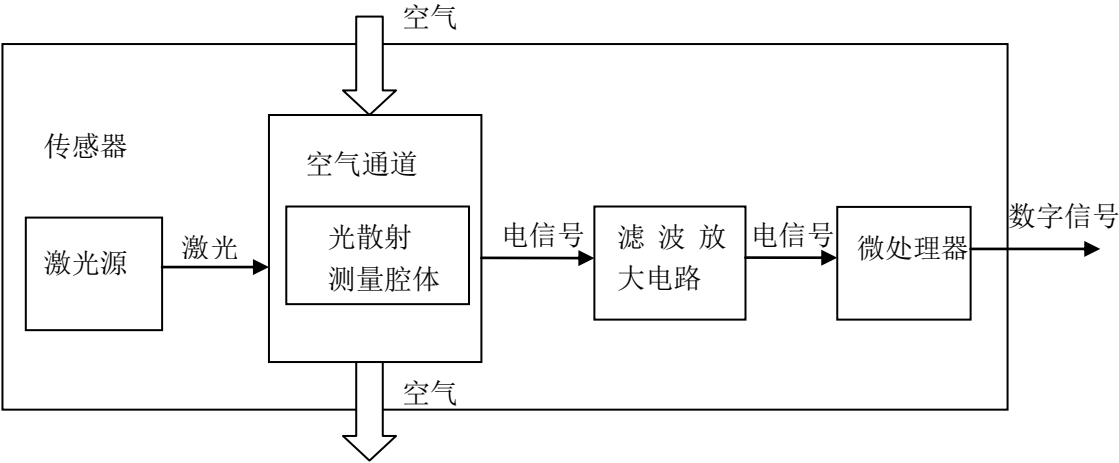 空气
传感器
空气通道
激光源
激光
光散射
测量腔体
电信号
滤 波 放
大电路
电信号
微处理器
数字信号
空气